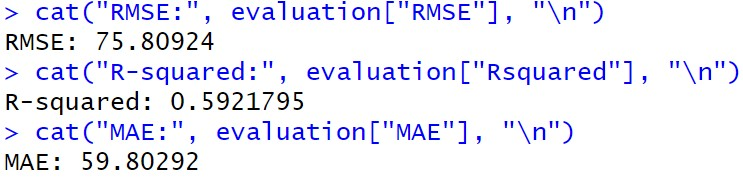 > cat("RMSE:", evaluation["RMSE"], "\n")
RMSE: 75.80924
> cat("R-squared:", evaluation["Rsquared"], "\n")
R-squared: 0.5921795
> cat("MAE:", evaluation["MAE"], "\n")
MAE: 59.80292